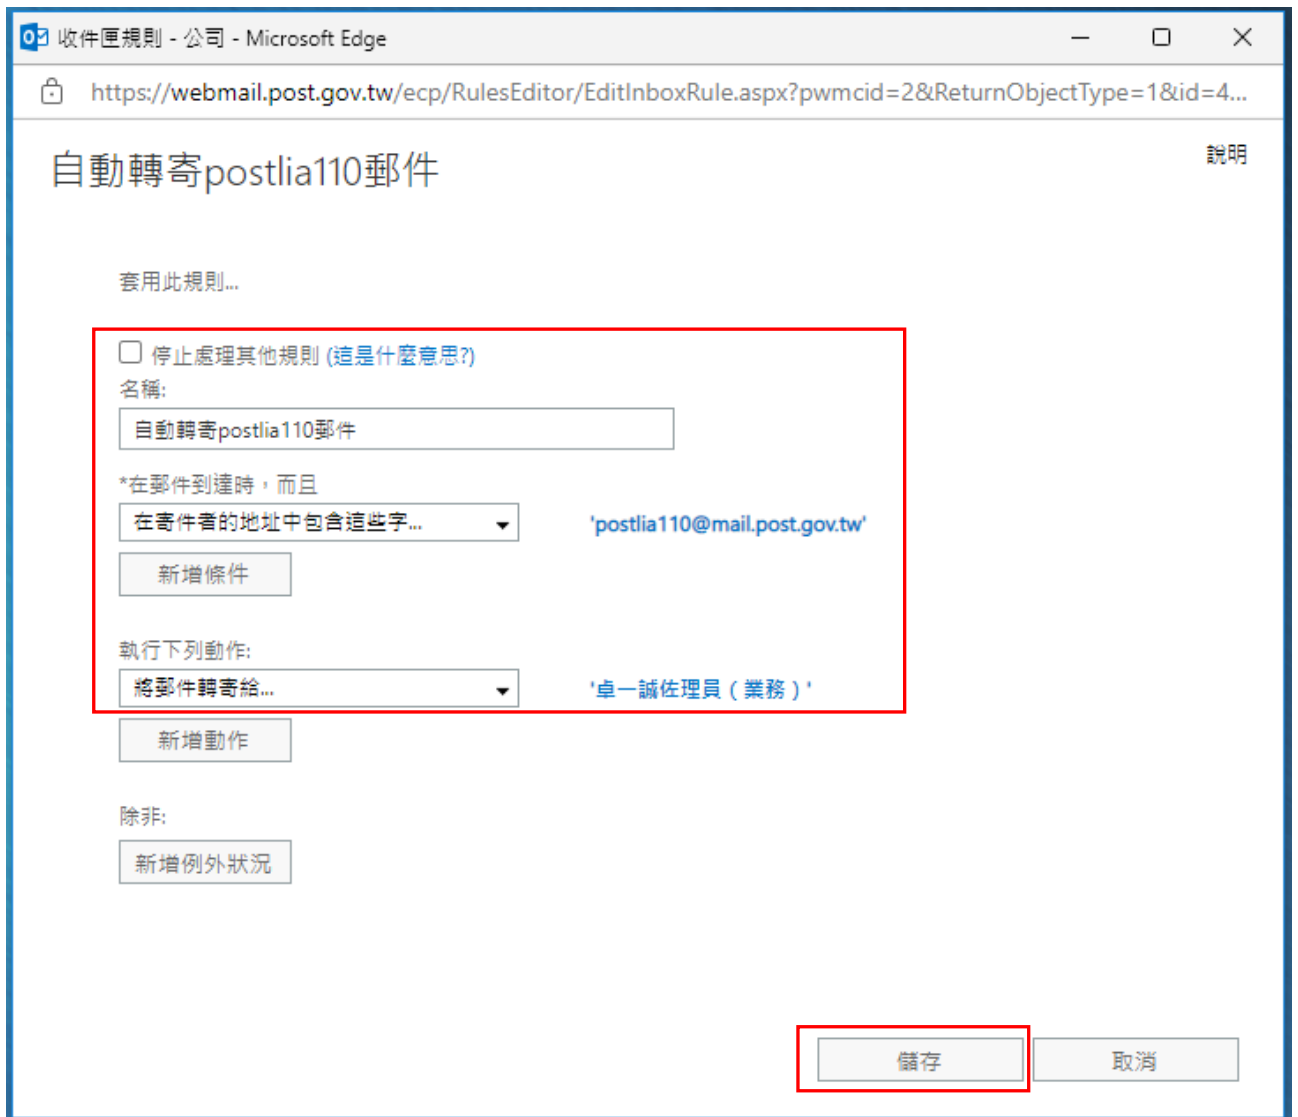 收件匣規則 - 公司 - Microsoft Edge
https://webmail.post.gov.tw/ecp/RulesEditor/EditInboxRule.aspx?pwmcid=2&ReturnObjectType=1&id=4...
說明
自動轉寄postlia110郵件
套用此規則...
停止處理其他規則 (這是什麼意思?)
名稱:
自動轉寄postlia110郵件
*在郵件到達時，而且
在寄件者的地址中包含這些字... 'postlia110@mail.post.gov.tw'
新增條件
執行下列動作:
將郵件轉寄給... '卓一誠佐理員（業務）'
新增動作
除非:
新增例外狀況
儲存 取消